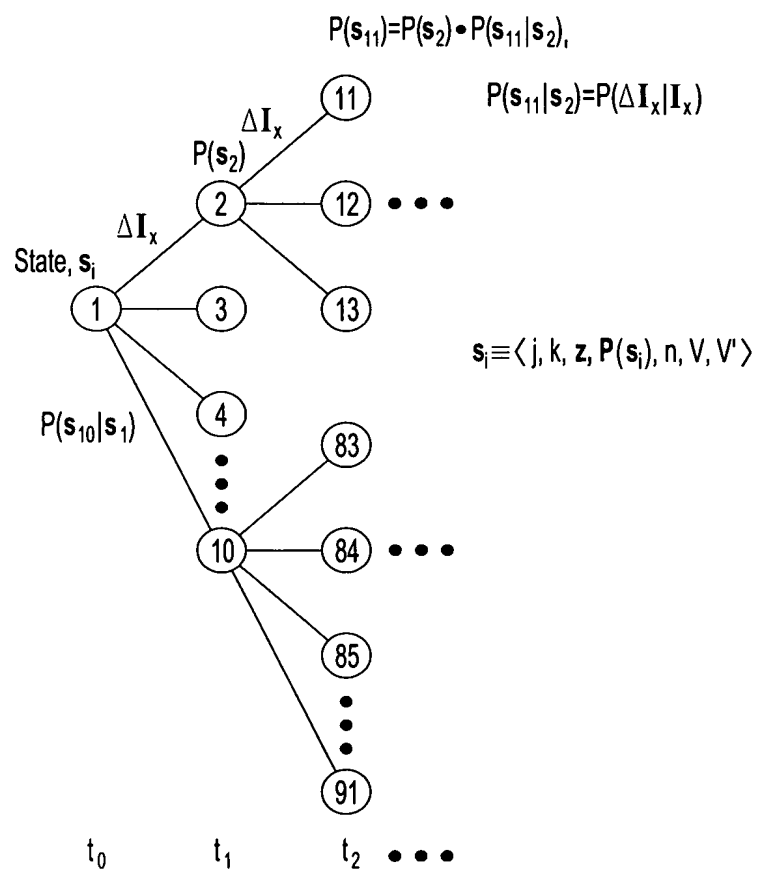 P(s₁₁)=P(s₂)•P(s₁₁|s₂),
11
P(s₁₁|s₂)=P(ΔIₓ|Iₓ)
ΔIₓ
P(s₂)
2
12 •••
ΔIₓ
State, sᵢ
1
3
13
sᵢ≡⟨j, k, z, P(sᵢ), n, V, V'⟩
4
P(s₁₀|s₁)
83
10
84 •••
85
91
t₀ t₁ t₂ •••